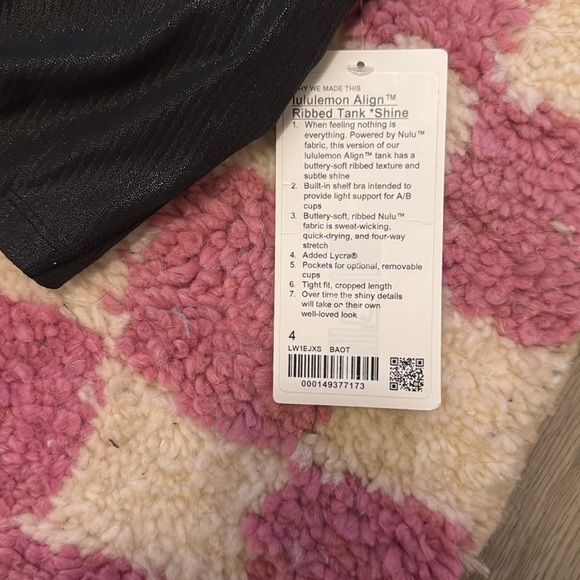 WHY WE MADE THIS
lululemon Align™
Ribbed Tank *Shine
1. When feeling nothing is
everything. Powered by Nulu™
fabric, this version of our
lululemon Align™ tank has a
buttery-soft ribbed texture and
subtle shine
2. Built-in shelf bra intended to
provide light support for A/B
cups
3. Buttery-soft, ribbed Nulu™
fabric is sweat-wicking,
quick-drying, and four-way
stretch
4. Added Lycra®
5. Pockets for optional, removable
cups
6. Tight fit, cropped length
7. Over time the shiny details
will take on their own
well-loved look
4
LW1EJXS BAOT
000149377173